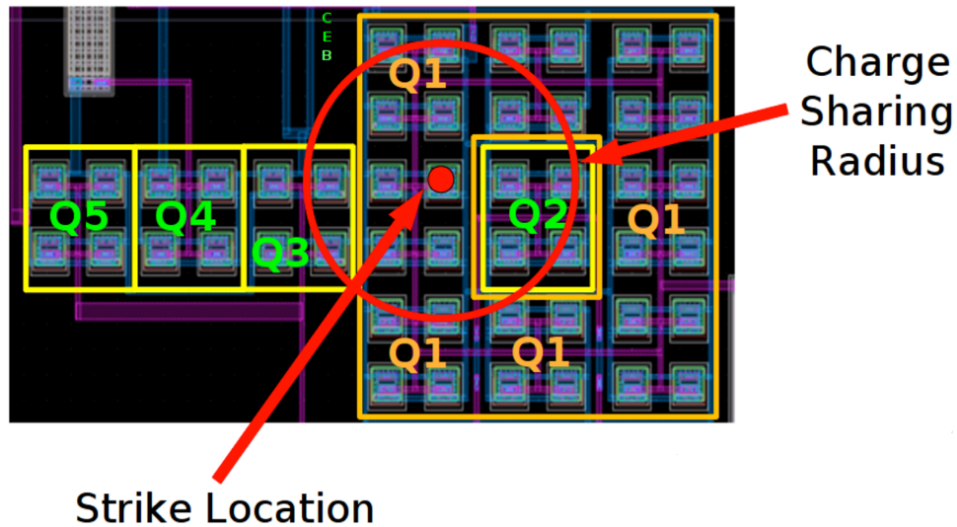 C
E
B
Q1
Charge
Sharing
Radius
Q5
Q4
Q3
Q2
Q1
Q1
Q1
Strike Location